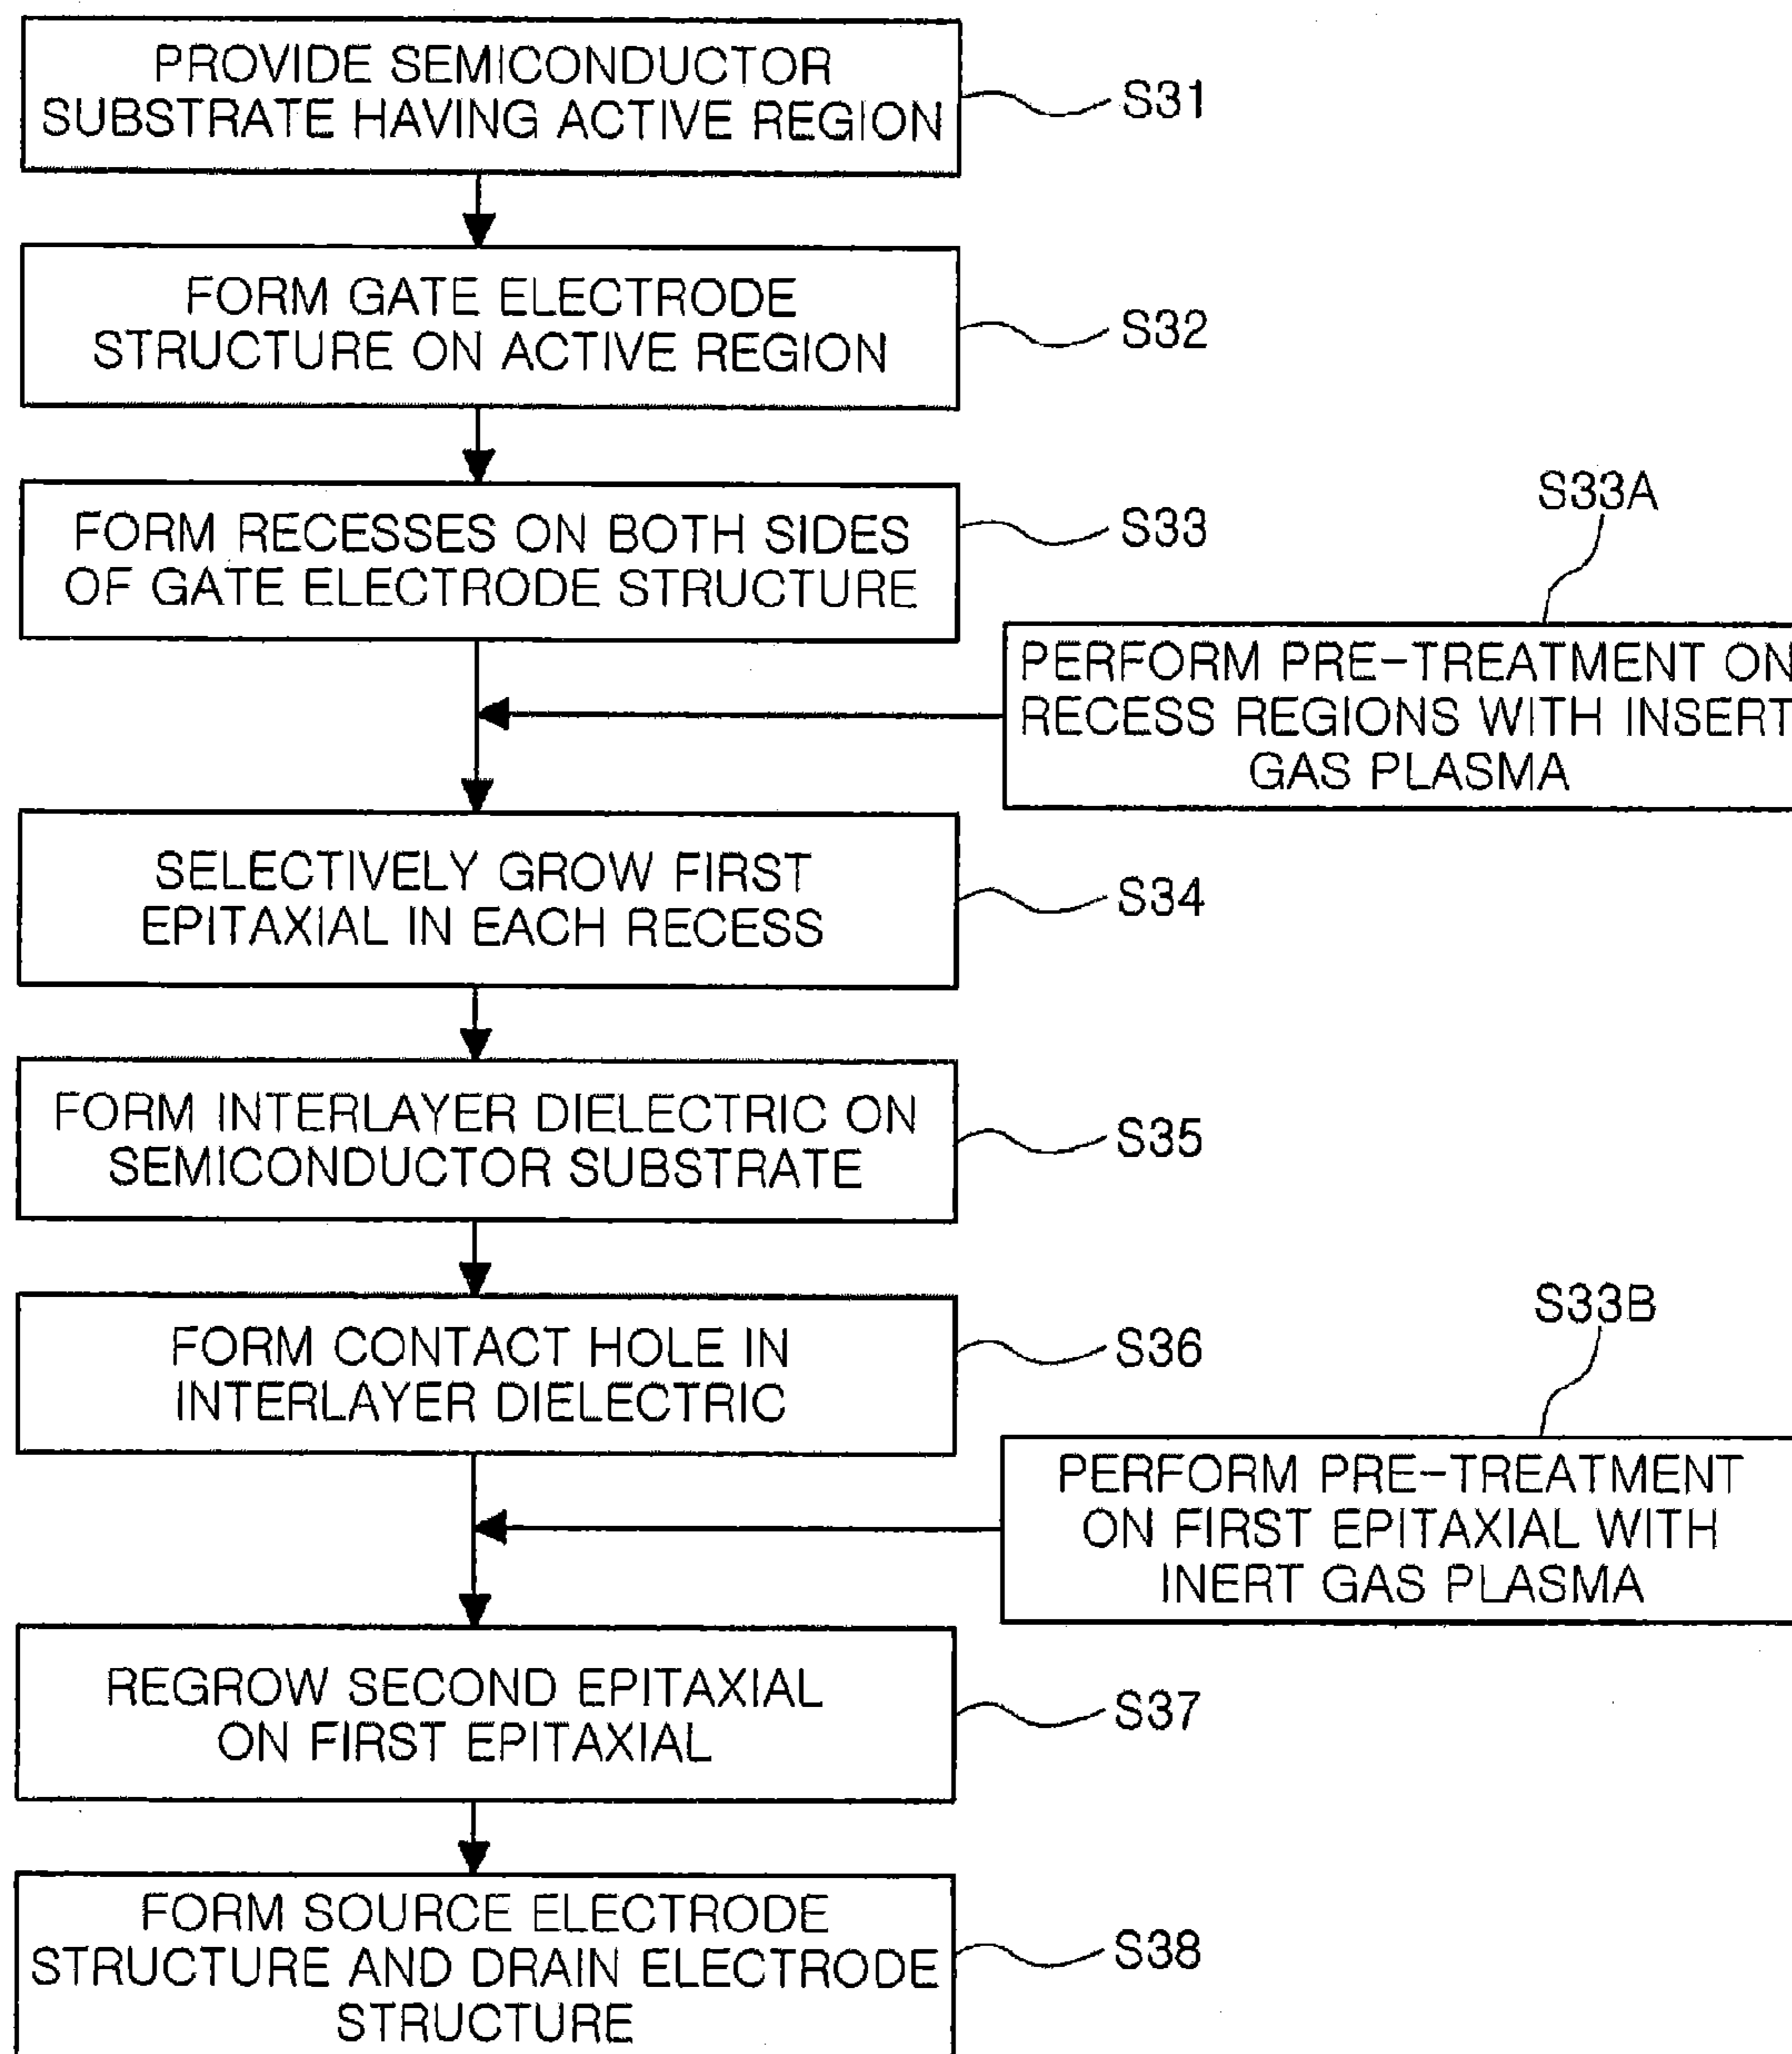 PROVIDE SEMICONDUCTOR
SUBSTRATE HAVING ACTIVE REGION
S31
FORM GATE ELECTRODE
STRUCTURE ON ACTIVE REGION
S32
FORM RECESSES ON BOTH SIDES
OF GATE ELECTRODE STRUCTURE
S33
S33A
PERFORM PRE-TREATMENT ON
RECESS REGIONS WITH INSERT
GAS PLASMA
SELECTIVELY GROW FIRST
EPITAXIAL IN EACH RECESS
S34
FORM INTERLAYER DIELECTRIC ON
SEMICONDUCTOR SUBSTRATE
S35
FORM CONTACT HOLE IN
INTERLAYER DIELECTRIC
S36
S33B
PERFORM PRE-TREATMENT
ON FIRST EPITAXIAL WITH
INERT GAS PLASMA
REGROW SECOND EPITAXIAL
ON FIRST EPITAXIAL
S37
FORM SOURCE ELECTRODE
STRUCTURE AND DRAIN ELECTRODE
STRUCTURE
S38